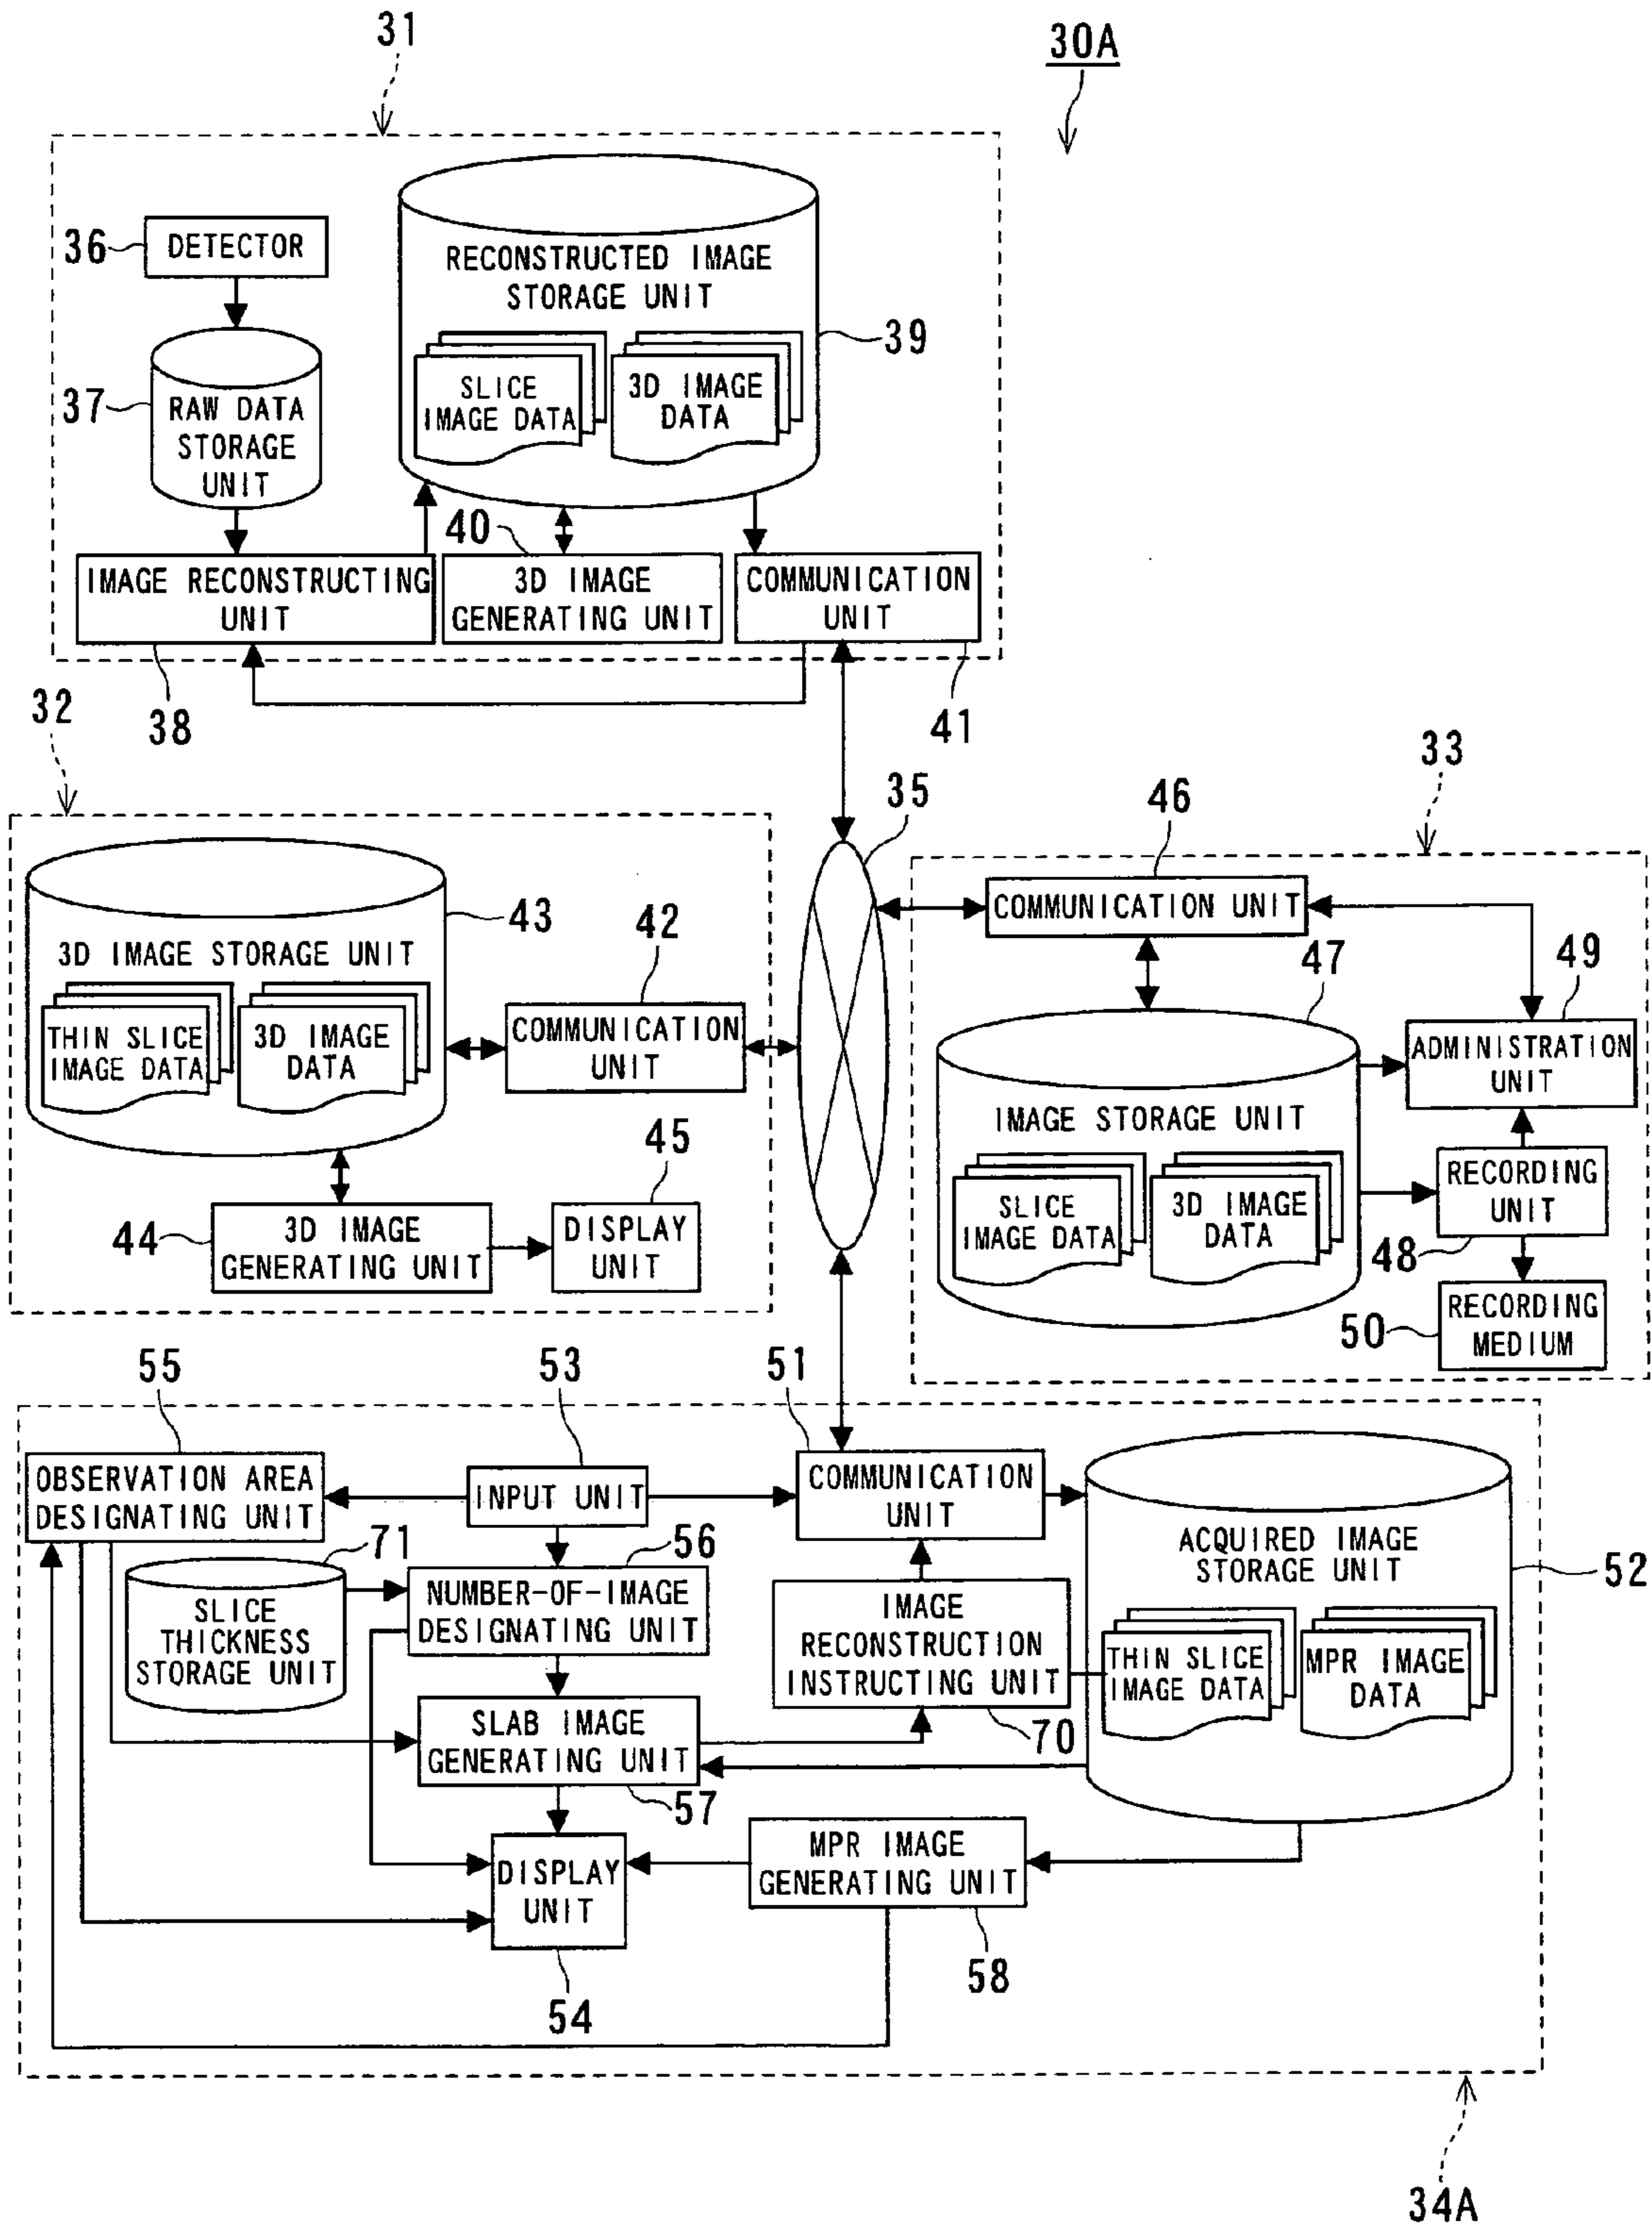 31
30A
36
DETECTOR
RECONSTRUCTED IMAGE
STORAGE UNIT
39
SLICE
IMAGE DATA
3D IMAGE
DATA
37
RAW DATA
STORAGE
UNIT
40
IMAGE RECONSTRUCTING
UNIT
3D IMAGE
GENERATING UNIT
COMMUNICATION
UNIT
38
41
32
33
35
46
COMMUNICATION UNIT
43
42
47
49
3D IMAGE STORAGE UNIT
THIN SLICE
IMAGE DATA
3D IMAGE
DATA
COMMUNICATION
UNIT
ADMINISTRATION
UNIT
IMAGE STORAGE UNIT
SLICE
IMAGE DATA
3D IMAGE
DATA
RECORDING
UNIT
48
45
44
3D IMAGE
GENERATING UNIT
DISPLAY
UNIT
50
RECORDING
MEDIUM
55
53
51
OBSERVATION AREA
DESIGNATING UNIT
INPUT UNIT
COMMUNICATION
UNIT
71
56
ACQUIRED IMAGE
STORAGE UNIT
52
SLICE
THICKNESS
STORAGE UNIT
NUMBER-OF-IMAGE
DESIGNATING UNIT
IMAGE
RECONSTRUCTION
INSTRUCTING UNIT
THIN SLICE
IMAGE DATA
MPR IMAGE
DATA
70
SLAB IMAGE
GENERATING UNIT
57
DISPLAY
UNIT
MPR IMAGE
GENERATING UNIT
58
54
34A